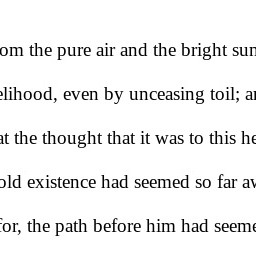 om the pure air and the bright sun
elihood, even by unceasing toil; a
at the thought that it was to this he
old existence had seemed so far aw
for, the path before him had seeme